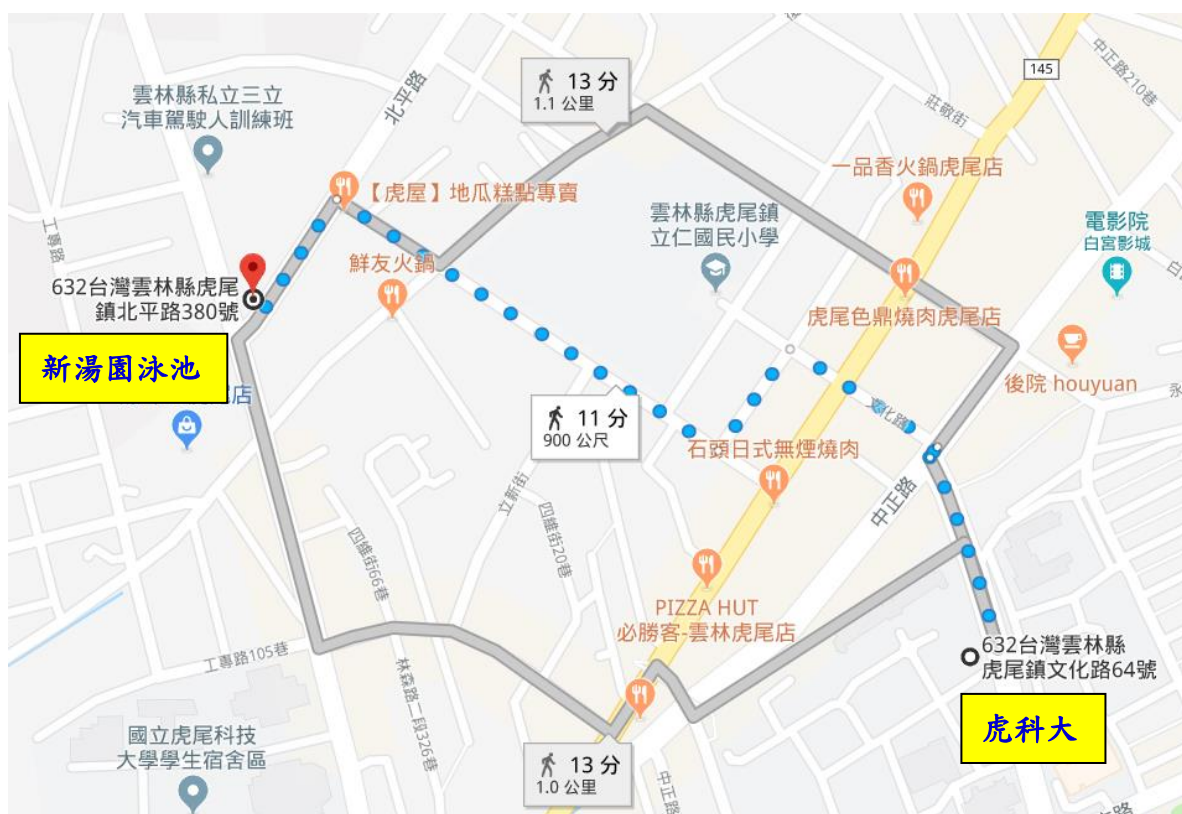 13 分
1.1 公里
145
中正路210巷
北平路
雲林縣私立三立
汽車駕駛人訓練班
莊敬街
一品香火鍋虎尾店
【虎屋】地瓜糕點專賣
雲林縣虎尾鎮
立仁國民小學
電影院
白宮影城
工專路
鮮友火鍋
632台灣雲林縣虎尾
鎮北平路380號
虎尾色鼎燒肉虎尾店
新湯園泳池
後院 houyuan
永
尾店
文化路
11 分
900 公尺
石頭日式無煙燒肉
立新街
中正路
四維街20巷
四維街66巷
PIZZA HUT
必勝客-雲林虎尾店
632台灣雲林縣
虎尾鎮文化路64號
工專路105巷
林森路二段326巷
虎科大
國立虎尾科技
大學學生宿舍區
13 分
1.0 公里
中正路